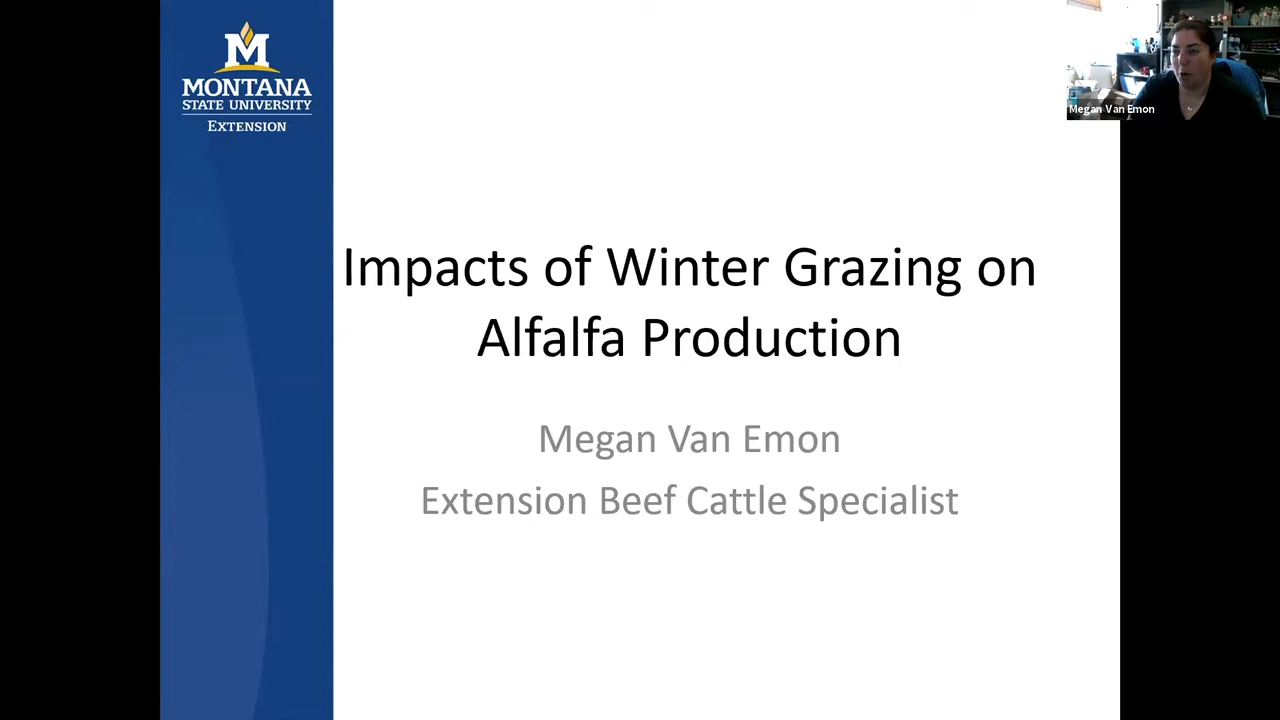 M
MONTANA
STATE UNIVERSITY
EXTENSION
Megan Van Emon
Impacts of Winter Grazing on
Alfalfa Production
Megan Van Emon
Extension Beef Cattle Specialist